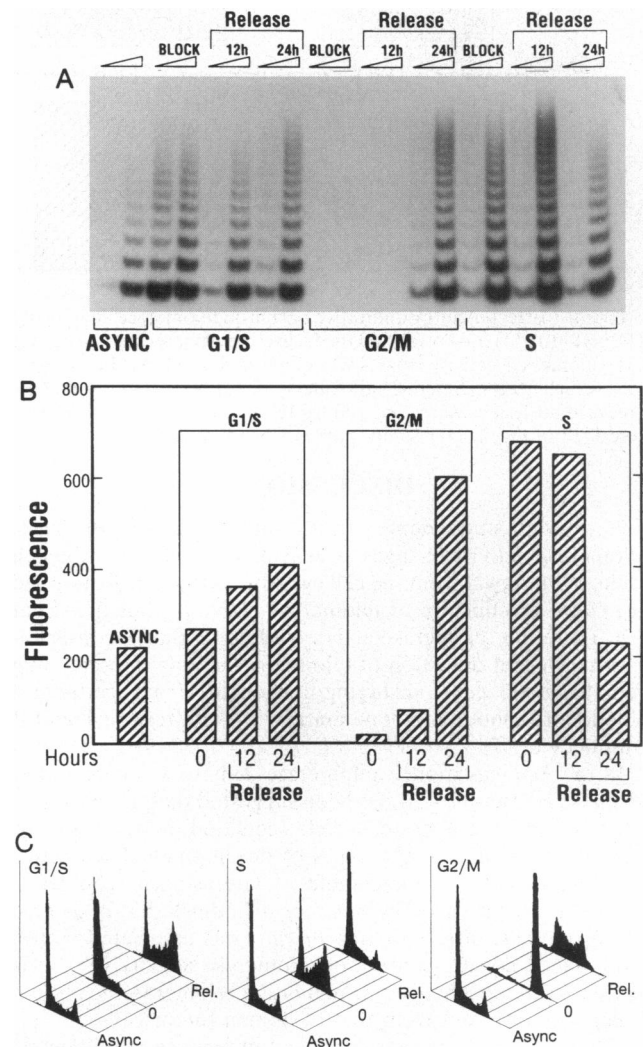 Release Release Release
BLOCK 12h 24h BLOCK 12h 24h BLOCK 12h 24h
A
ASYNC G1/S G2/M S
B
800
600
400
200
0
Fluorescence
G1/S G2/M S
ASYNC
Hours 0 12 24 0 12 24 0 12 24
Release Release Release
C
G1/S S G2/M
Rel. Rel. Rel.
0 0 0
Async Async Async